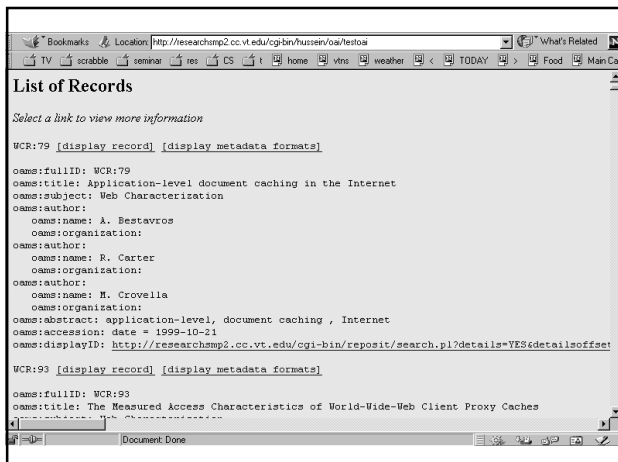 Bookmarks Location: http://researchsmp2.cc.vt.edu/cgi-bin/hussein/oai/testoai What's Related
TV scrabble seminar res CS t home vtns weather < TODAY > Food Main Ca
List of Records
Select a link to view more information
WCR:79 [display record] [display metadata formats]
oams:fullID: WCR:79
oams:title: Application-level document caching in the Internet
oams:subject: Web Characterization
oams:author:
oams:name: A. Bestavros
oams:organization:
oams:author:
oams:name: R. Carter
oams:organization:
oams:author:
oams:name: M. Crovella
oams:organization:
oams:abstract: application-level, document caching , Internet
oams:accession: date = 1999-10-21
oams:displayID: http://researchsmp2.cc.vt.edu/cgi-bin/reposit/search.pl?details=YES&detailsoffset
WCR:93 [display record] [display metadata formats]
oams:fullID: WCR:93
oams:title: The Measured Access Characteristics of World-Wide-Web Client Proxy Caches
oams:subject: Web Characterization
Document: Done